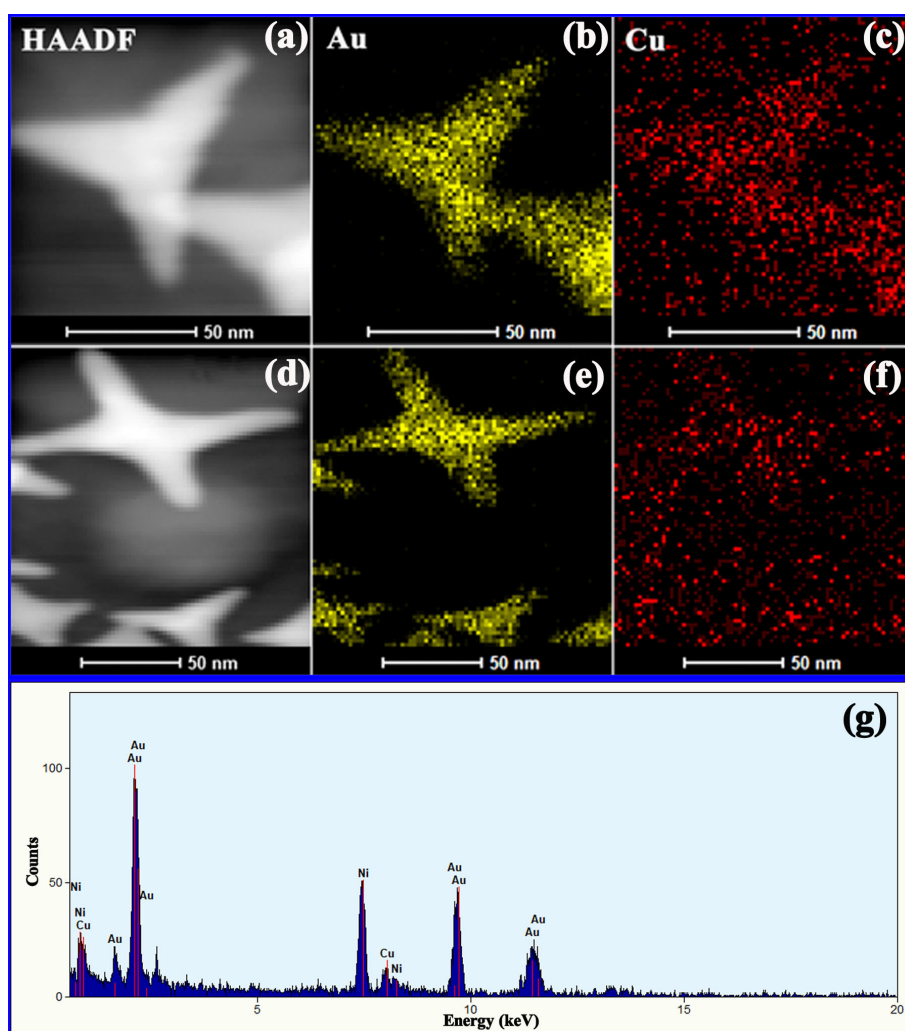 HAADF (a) Au (b) Cu (c)
50 nm 50 nm 50 nm
(d) (e) (f)
50 nm 50 nm 50 nm
(g)
Au
Au
100
Counts
50
0
Ni
Ni
Cu
Au
Au
Ni
Cu
Ni
Au
Au
Au
Au
5 10 15 20
Energy (keV)